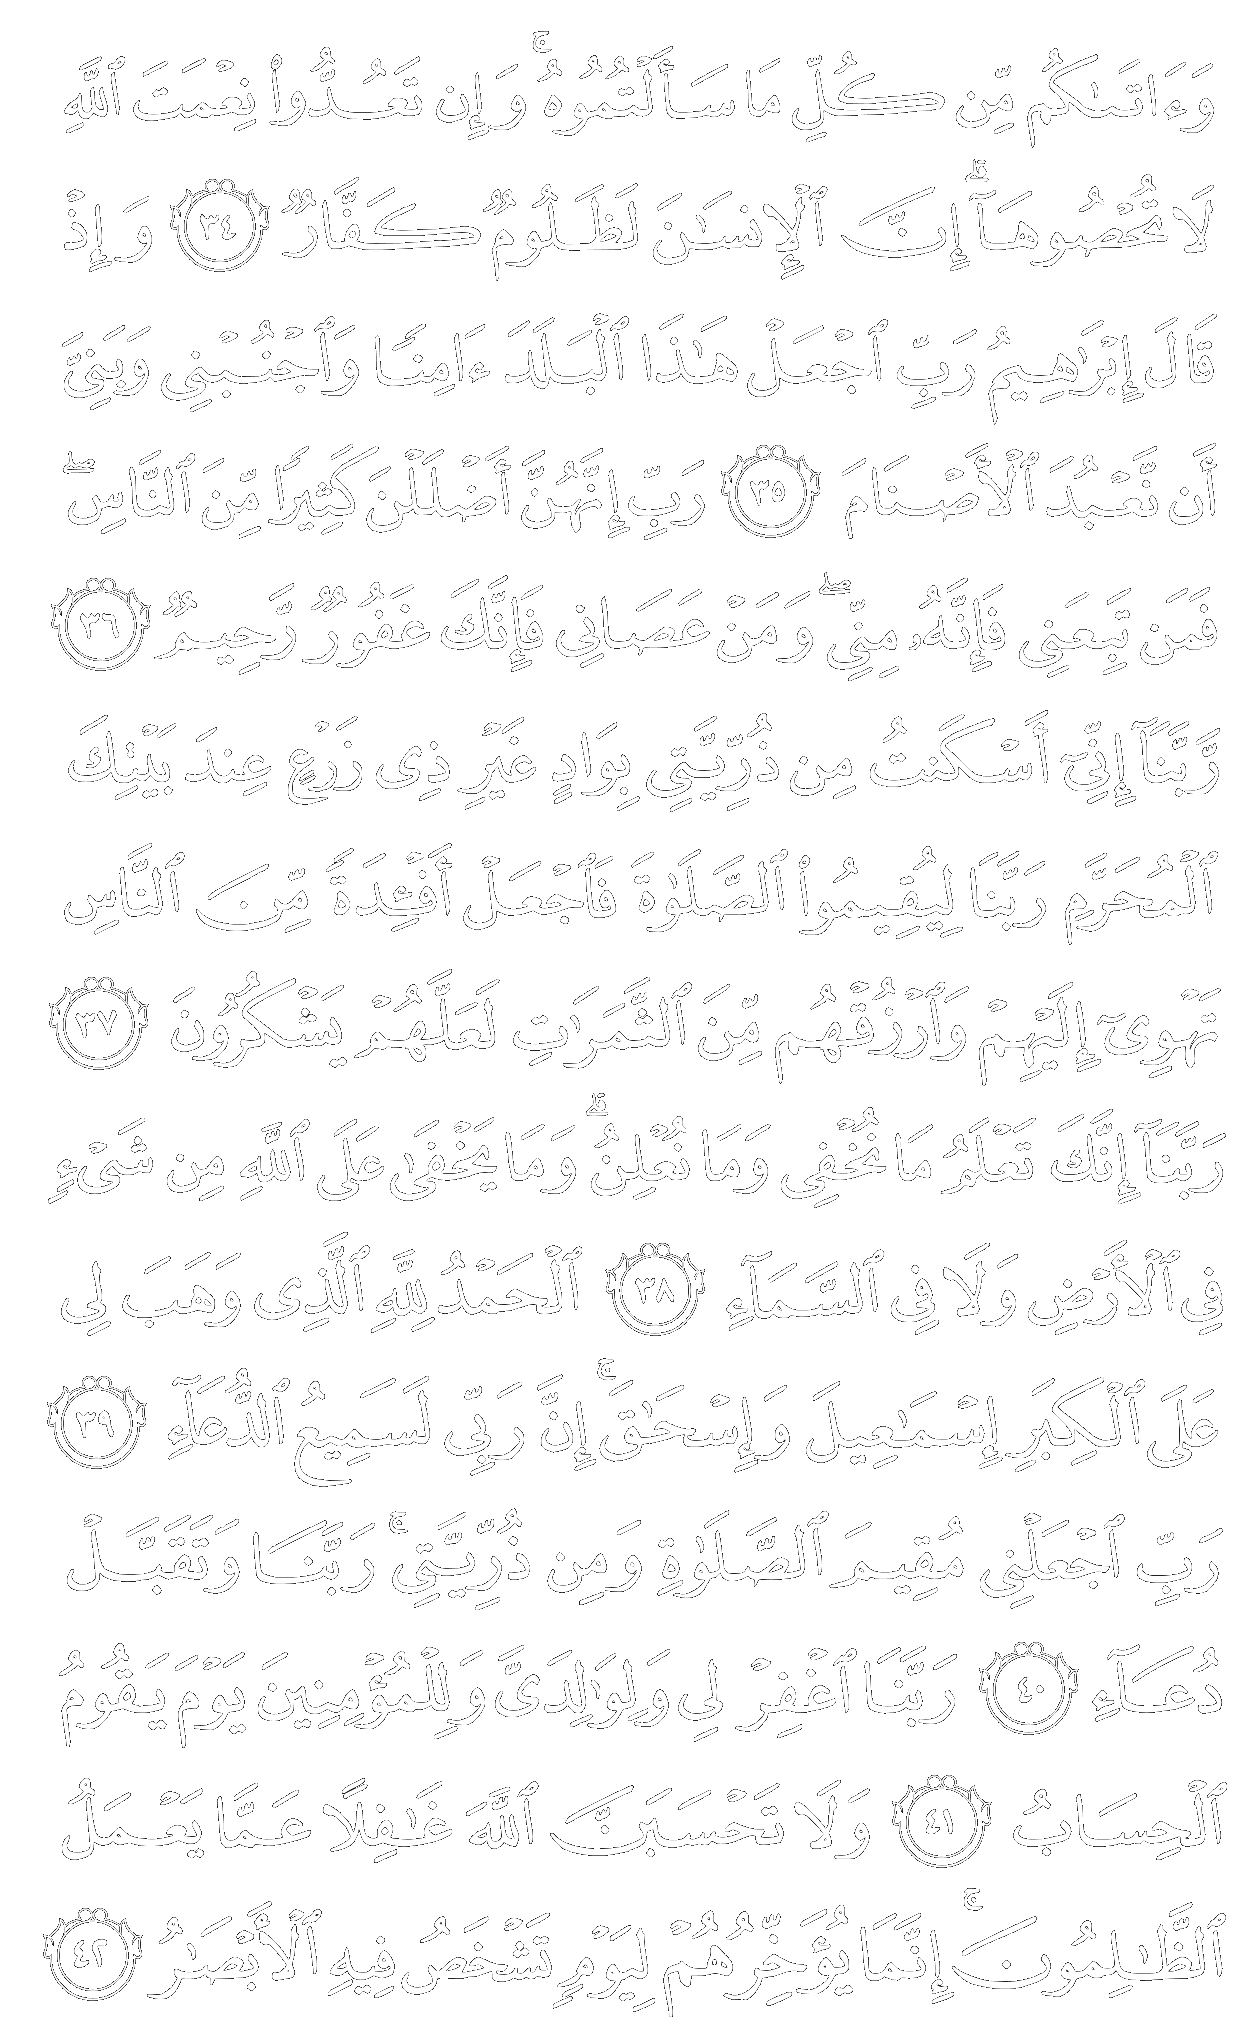 وَءَاتَىٰكُم مِّن كُلِّ مَا سَأَلْتُمُوهُ ۚ وَإِن تَعُدُّوا۟ نِعْمَتَ ٱللَّهِ
لَا تُحْصُوهَآ ۗ إِنَّ ٱلْإِنسَـٰنَ لَظَلُومٌ كَفَّارٌ ٣٤ وَإِذْ
قَالَ إِبْرَٰهِيمُ رَبِّ ٱجْعَلْ هَـٰذَا ٱلْبَلَدَ ءَامِنًا وَٱجْنُبْنِى وَبَنِىَّ
أَن نَّعْبُدَ ٱلْأَصْنَامَ ٣٥ رَبِّ إِنَّهُنَّ أَضْلَلْنَ كَثِيرًا مِّنَ ٱلنَّاسِ ۖ
فَمَن تَبِعَنِى فَإِنَّهُۥ مِنِّى ۖ وَمَنْ عَصَانِى فَإِنَّكَ غَفُورٌ رَّحِيمٌ ٣٦
رَّبَّنَآ إِنِّىٓ أَسْكَنتُ مِن ذُرِّيَّتِى بِوَادٍ غَيْرِ ذِى زَرْعٍ عِندَ بَيْتِكَ
ٱلْمُحَرَّمِ رَبَّنَا لِيُقِيمُوا۟ ٱلصَّلَوٰةَ فَٱجْعَلْ أَفْـِٔدَةً مِّنَ ٱلنَّاسِ
تَهْوِىٓ إِلَيْهِمْ وَٱرْزُقْهُم مِّنَ ٱلثَّمَرَٰتِ لَعَلَّهُمْ يَشْكُرُونَ ٣٧
رَبَّنَآ إِنَّكَ تَعْلَمُ مَا نُخْفِى وَمَا نُعْلِنُ ۗ وَمَا يَخْفَىٰ عَلَى ٱللَّهِ مِن شَىْءٍ
فِى ٱلْأَرْضِ وَلَا فِى ٱلسَّمَآءِ ٣٨ ٱلْحَمْدُ لِلَّهِ ٱلَّذِى وَهَبَ لِى
عَلَى ٱلْكِبَرِ إِسْمَـٰعِيلَ وَإِسْحَـٰقَ ۚ إِنَّ رَبِّى لَسَمِيعُ ٱلدُّعَآءِ ٣٩
رَبِّ ٱجْعَلْنِى مُقِيمَ ٱلصَّلَوٰةِ وَمِن ذُرِّيَّتِى ۚ رَبَّنَا وَتَقَبَّلْ
دُعَآءِ ٤٠ رَبَّنَا ٱغْفِرْ لِى وَلِوَٰلِدَىَّ وَلِلْمُؤْمِنِينَ يَوْمَ يَقُومُ
ٱلْحِسَابُ ٤١ وَلَا تَحْسَبَنَّ ٱللَّهَ غَـٰفِلًا عَمَّا يَعْمَلُ
ٱلظَّـٰلِمُونَ ۚ إِنَّمَا يُؤَخِّرُهُمْ لِيَوْمٍ تَشْخَصُ فِيهِ ٱلْأَبْصَـٰرُ ٤٢